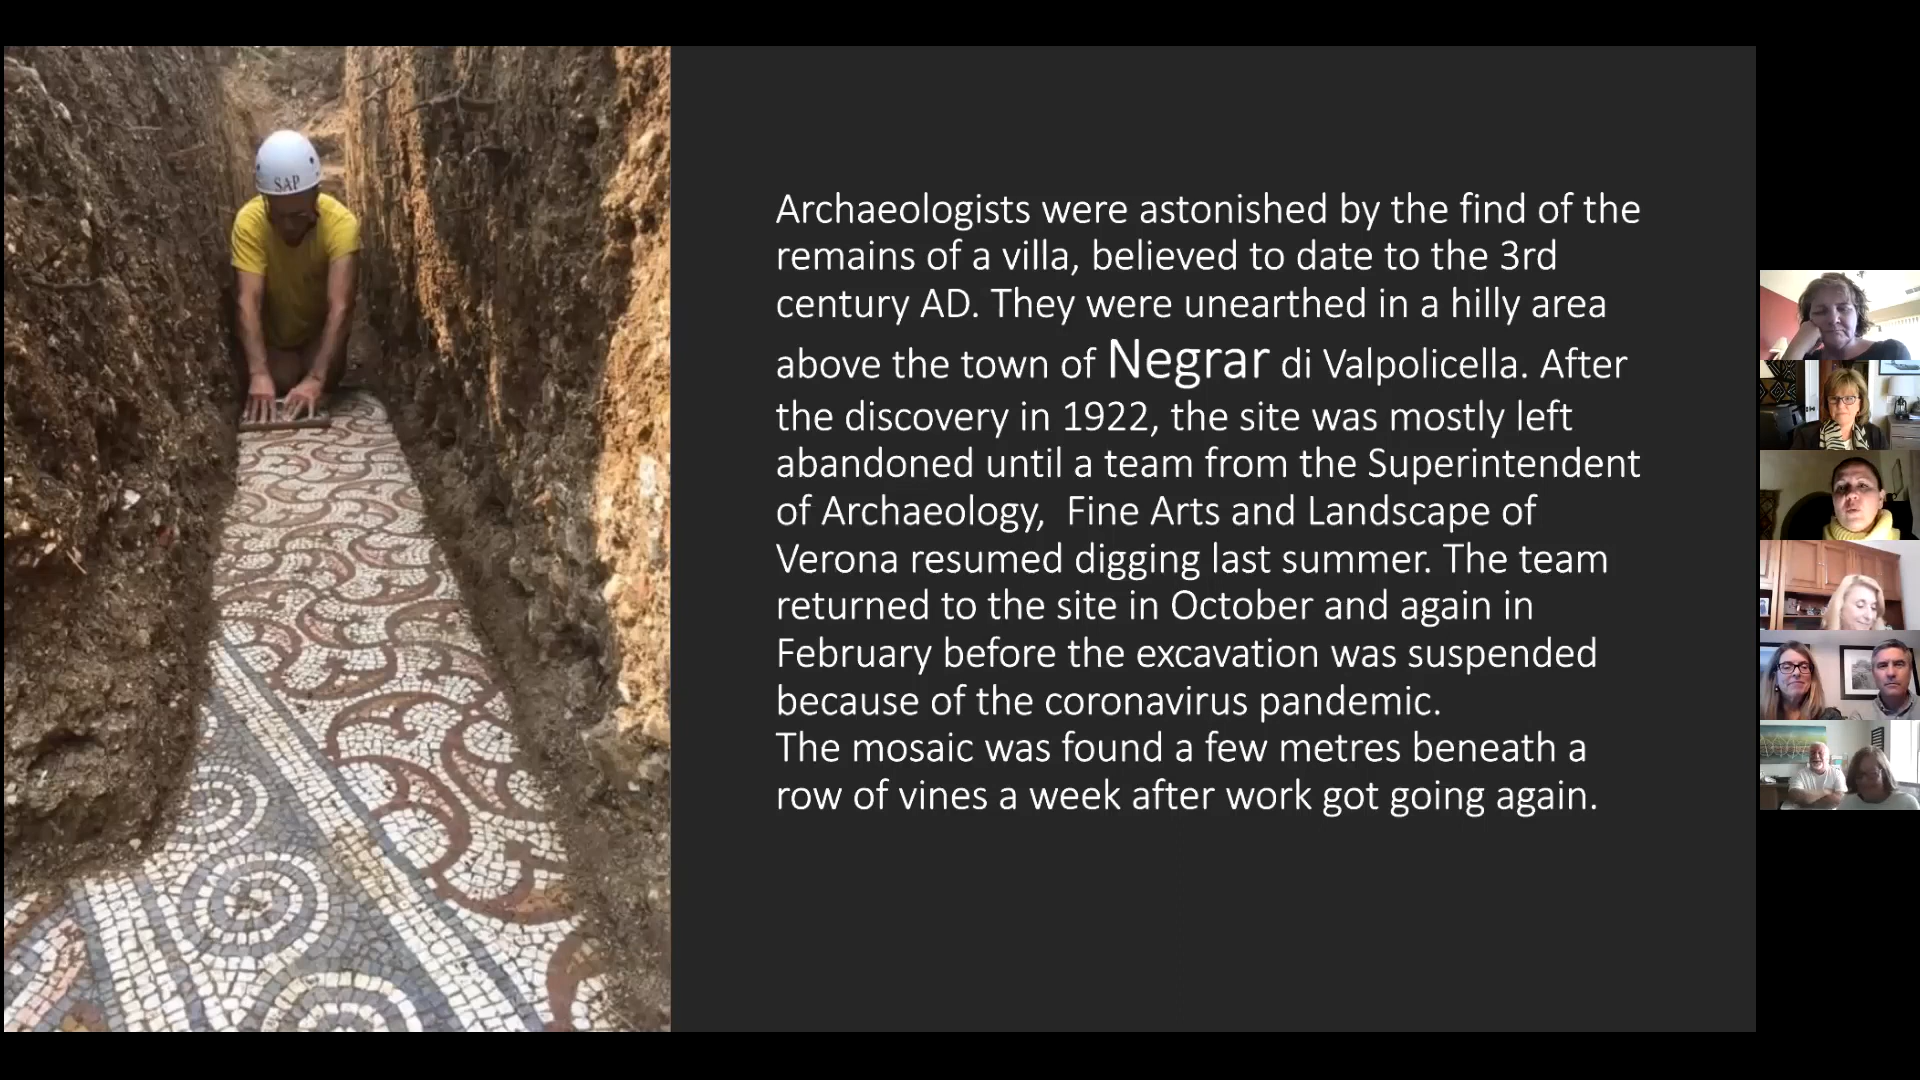 SAP
Archaeologists were astonished by the find of the
remains of a villa, believed to date to the 3rd
century AD. They were unearthed in a hilly area
above the town of Negrar di Valpolicella. After
the discovery in 1922, the site was mostly left
abandoned until a team from the Superintendent
of Archaeology,  Fine Arts and Landscape of
Verona resumed digging last summer. The team
returned to the site in October and again in
February before the excavation was suspended
because of the coronavirus pandemic.
The mosaic was found a few metres beneath a
row of vines a week after work got going again.